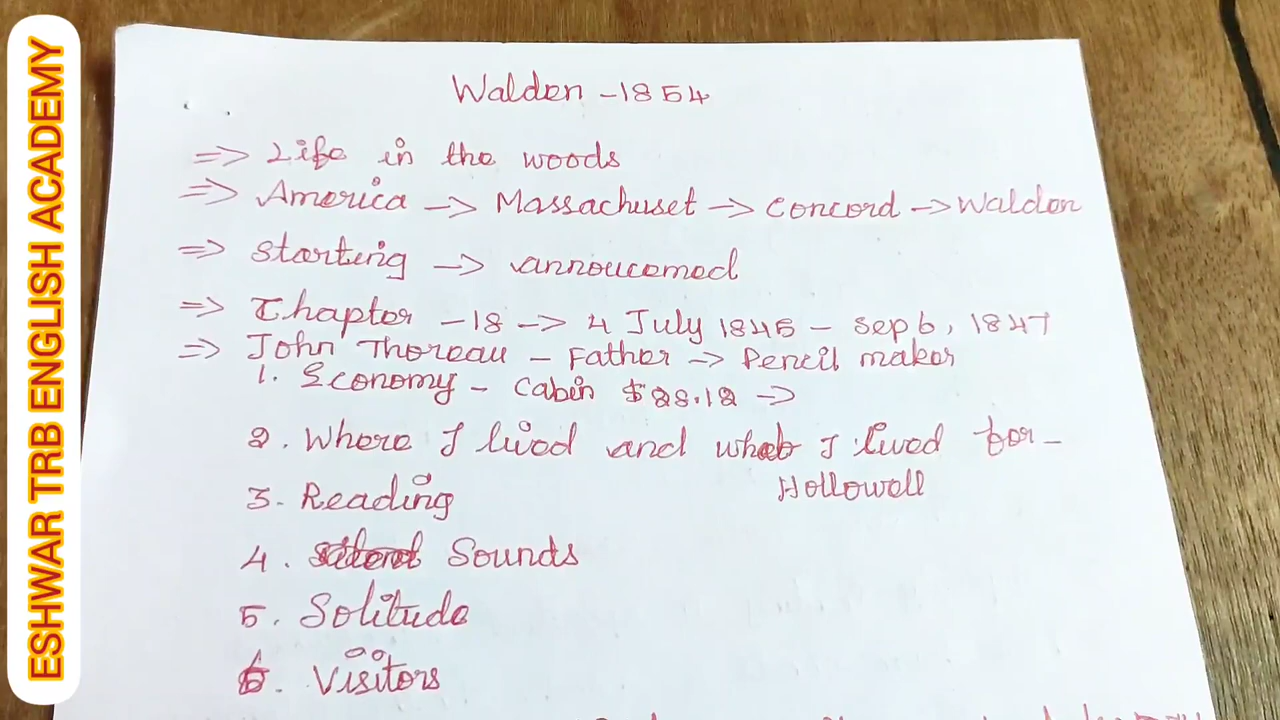 ESHWAR TRB ENGLISH ACADEMY
Walden - 1854
=> Life in the woods
=> America -> Massachuset -> Concord -> Walden
=> Starting -> annoucemed
=> Chapter - 18 -> 4 July 1845 - Sep 6, 1847
=> John Thoreau - Father -> Pencil maker
1. Economy - Cabin $28.12 ->
2. Where I lived and what I lived for -
Hollowell
3. Reading
4. Sounds
5. Solitude
6. Visitors